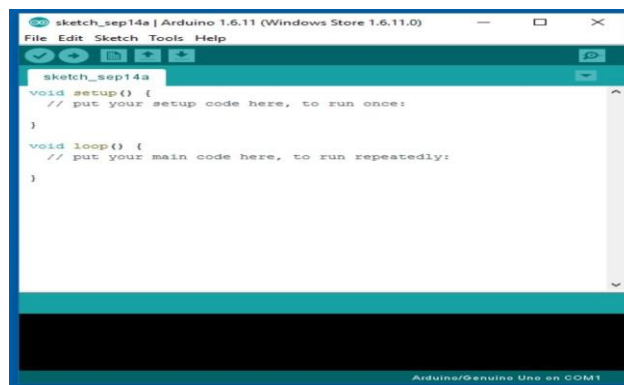 sketch_sep14a | Arduino 1.6.11 (Windows Store 1.6.11.0)
File Edit Sketch Tools Help
sketch_sep14a
void setup() {
// put your setup code here, to run once:
}
void loop() {
// put your main code here, to run repeatedly:
}
Arduino/Genuino Uno on COM1